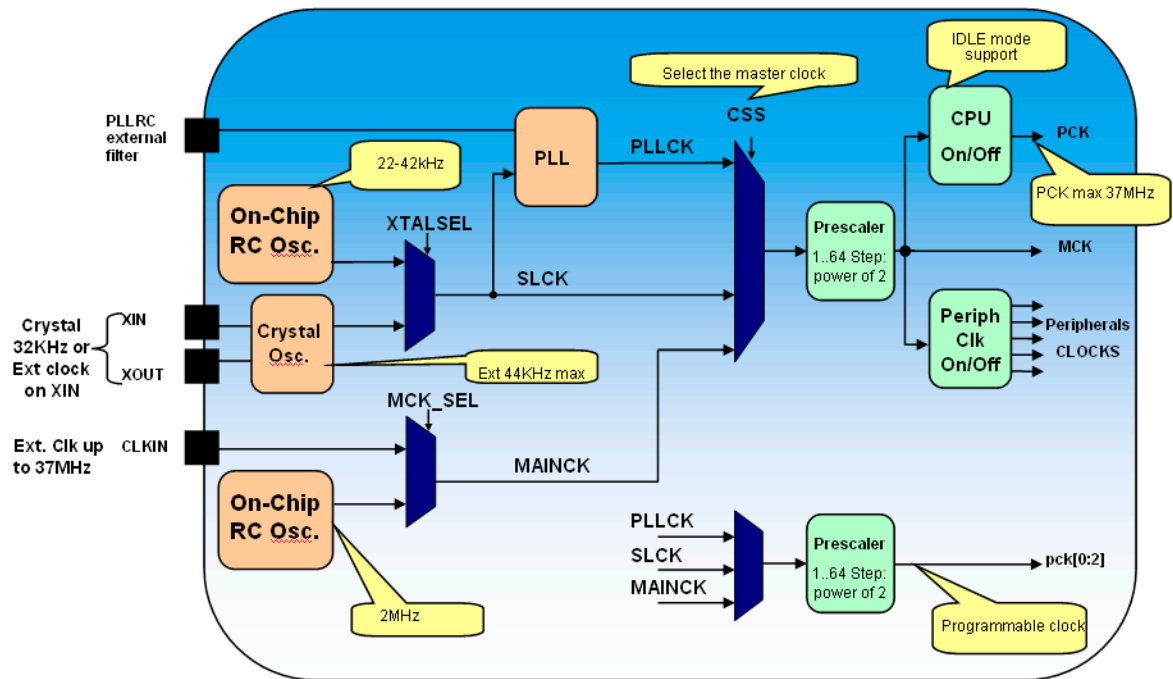 IDLE mode
support
Select the master clock
CSS
PLLRC
external
filter
PLL
PLLCK
CPU
On/Off
PCK
22-42kHz
PCK max 37MHz
On-Chip
RC Osc.
XTALSEL
Prescaler
1..64 Step:
power of 2
MCK
SLCK
Crystal
32KHz or
Ext clock
on XIN
XIN
XOUT
Crystal
Osc.
Ext 44KHz max
Periph
Clk
On/Off
Peripherals
CLOCKS
MCK_SEL
Ext. Clk up
to 37MHz
CLKIN
MAINCK
On-Chip
RC Osc.
2MHz
PLLCK
SLCK
MAINCK
Prescaler
1..64 Step:
power of 2
pck[0:2]
Programmable clock